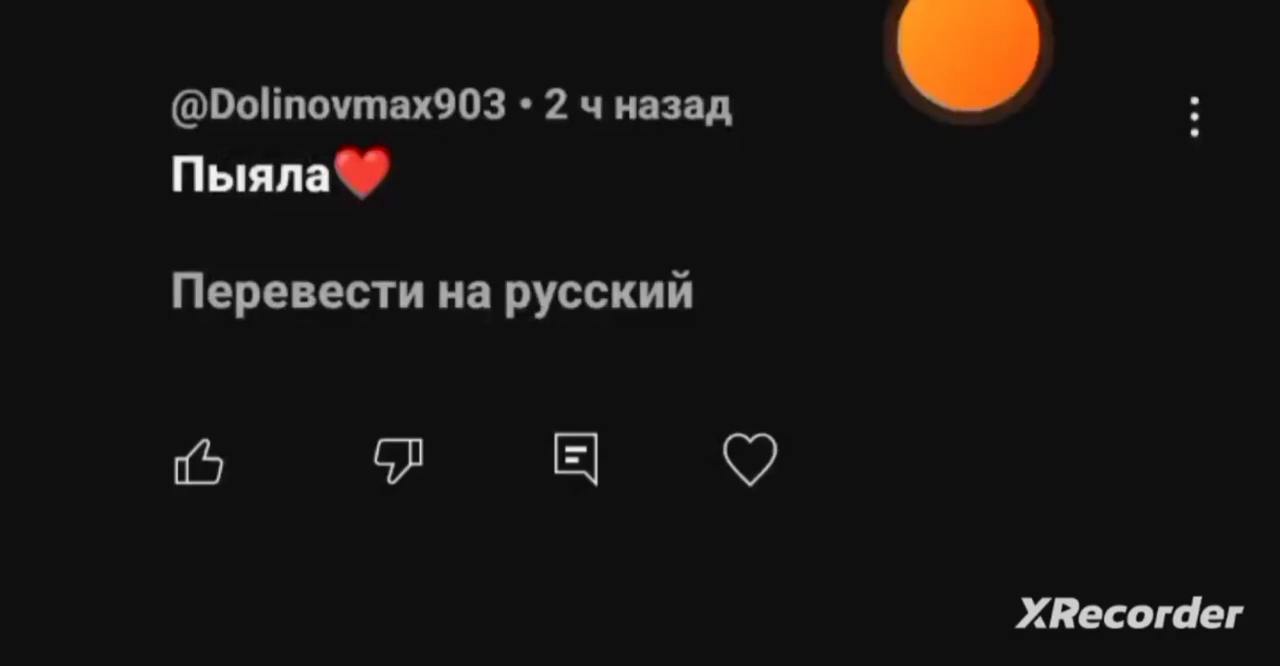 @Dolinovmax903 • 2 ч назад
Пыяла❤️
Перевести на русский
XRecorder